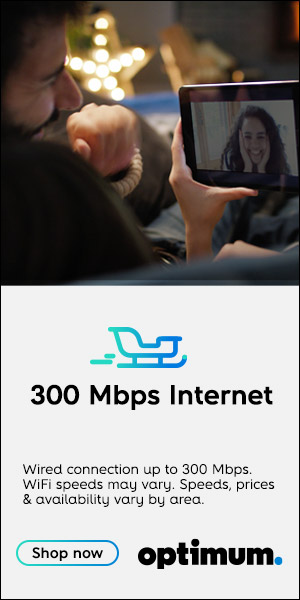 300 Mbps Internet
Wired connection up to 300 Mbps.
WiFi speeds may vary. Speeds, prices
& availability vary by area.
Shop now
optimum.